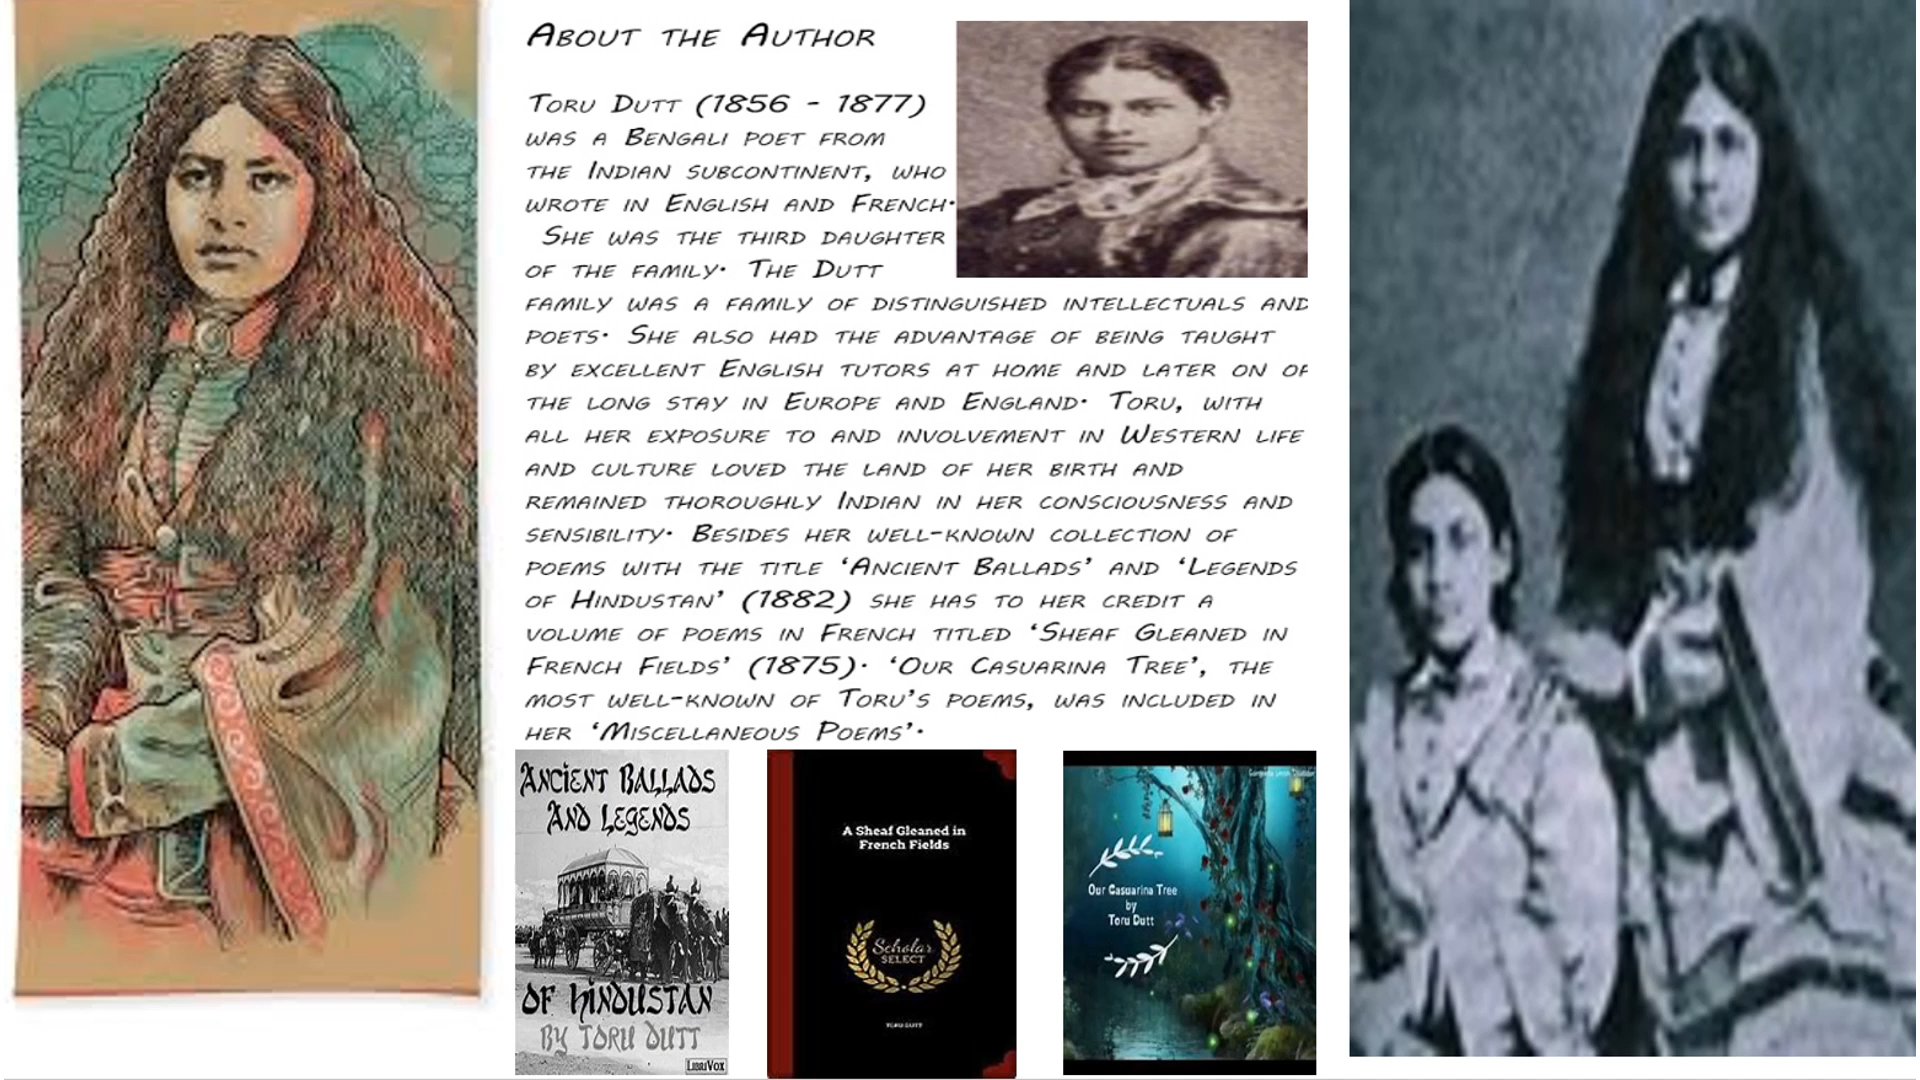 About the Author
Toru Dutt (1856 - 1877)
was a Bengali poet from
the Indian subcontinent, who
wrote in English and French.
She was the third daughter
of the family. The Dutt
family was a family of distinguished intellectuals and
poets. She also had the advantage of being taught
by excellent English tutors at home and later on of
the long stay in Europe and England. Toru, with
all her exposure to and involvement in Western life
and culture loved the land of her birth and
remained thoroughly Indian in her consciousness and
sensibility. Besides her well-known collection of
poems with the title ‘Ancient Ballads’ and ‘Legends
of Hindustan’ (1882) she has to her credit a
volume of poems in French titled ‘Sheaf Gleaned in
French Fields’ (1875). ‘Our Casuarina Tree’, the
most well-known of Toru’s poems, was included in
her ‘Miscellaneous Poems’.
Ancient Ballads
And Legends
Of Hindustan
By Toru Dutt
LibriVox
A Sheaf Gleaned in
French Fields
Scholar
SELECT
TORU DUTT
Our Casuarina Tree
by
Toru Dutt